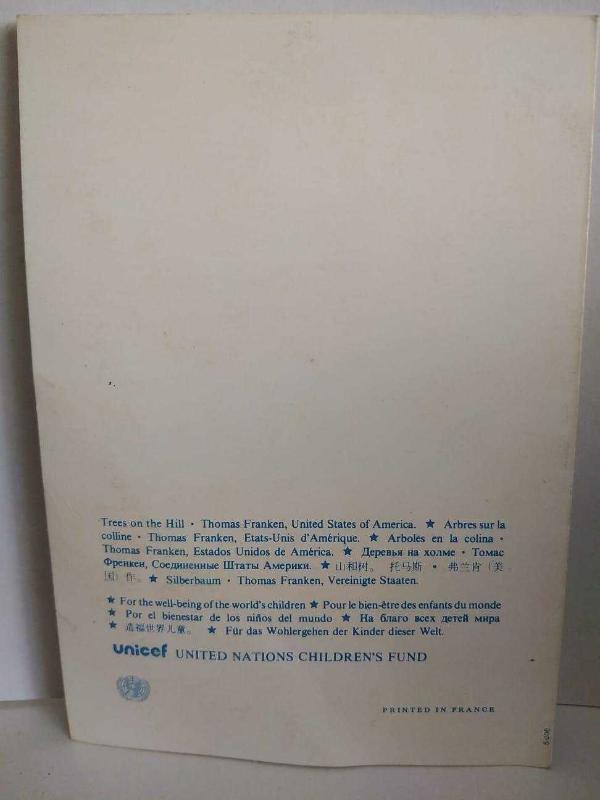 Trees on the Hill · Thomas Franken, United States of America. ★ Arbres sur la
colline · Thomas Franken, Etats-Unis d'Amérique. ★ Arboles en la colina ·
Thomas Franken, Estados Unidos de América. ★ Деревья на холме · Томас
Френкен, Соединенные Штаты Америки. ★ 山和树。 托马斯 · 弗兰肯(美
国)作。 ★ Silberbaum · Thomas Franken, Vereinigte Staaten.
★ For the well-being of the world's children ★ Pour le bien-être des enfants du monde
★ Por el bienestar de los niños del mundo ★ На благо всех детей мира
★ 造福世界儿童。 ★ Für das Wohlergehen der Kinder dieser Welt.
unicef UNITED NATIONS CHILDREN'S FUND
PRINTED IN FRANCE